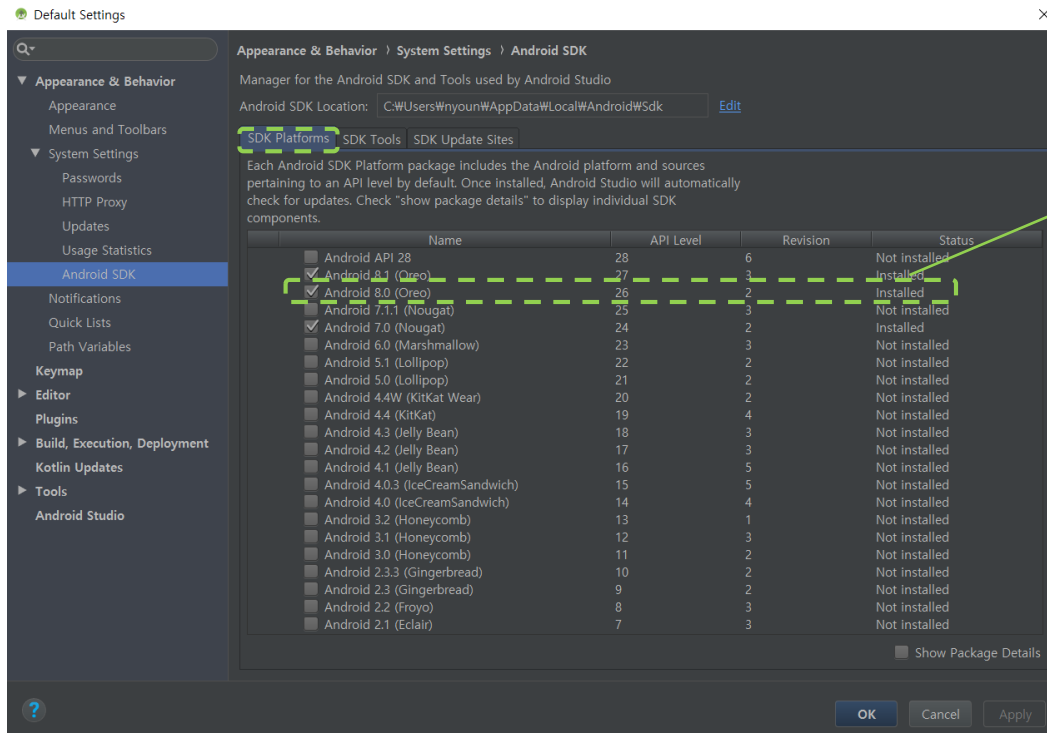 Default Settings
Appearance & Behavior
Appearance
Menus and Toolbars
System Settings
Passwords
HTTP Proxy
Updates
Usage Statistics
Android SDK
Notifications
Quick Lists
Path Variables
Keymap
Editor
Plugins
Build, Execution, Deployment
Kotlin Updates
Tools
Android Studio
Appearance & Behavior › System Settings › Android SDK
Manager for the Android SDK and Tools used by Android Studio
Android SDK Location: C:₩Users₩nyoun₩AppData₩Local₩Android₩Sdk Edit
SDK Platforms SDK Tools SDK Update Sites
Each Android SDK Platform package includes the Android platform and sources
pertaining to an API level by default. Once installed, Android Studio will automatically
check for updates. Check "show package details" to display individual SDK
components.
Name API Level Revision Status
Android API 28 28 6 Not installed
Android 8.1 (Oreo) 27 3 Installed
Android 8.0 (Oreo) 26 2 Installed
Android 7.1.1 (Nougat) 25 3 Not installed
Android 7.0 (Nougat) 24 2 Installed
Android 6.0 (Marshmallow) 23 3 Not installed
Android 5.1 (Lollipop) 22 2 Not installed
Android 5.0 (Lollipop) 21 2 Not installed
Android 4.4W (KitKat Wear) 20 2 Not installed
Android 4.4 (KitKat) 19 4 Not installed
Android 4.3 (Jelly Bean) 18 3 Not installed
Android 4.2 (Jelly Bean) 17 3 Not installed
Android 4.1 (Jelly Bean) 16 5 Not installed
Android 4.0.3 (IceCreamSandwich) 15 5 Not installed
Android 4.0 (IceCreamSandwich) 14 4 Not installed
Android 3.2 (Honeycomb) 13 1 Not installed
Android 3.1 (Honeycomb) 12 3 Not installed
Android 3.0 (Honeycomb) 11 2 Not installed
Android 2.3.3 (Gingerbread) 10 2 Not installed
Android 2.3 (Gingerbread) 9 2 Not installed
Android 2.2 (Froyo) 8 3 Not installed
Android 2.1 (Eclair) 7 3 Not installed
Show Package Details
?
OK Cancel Apply